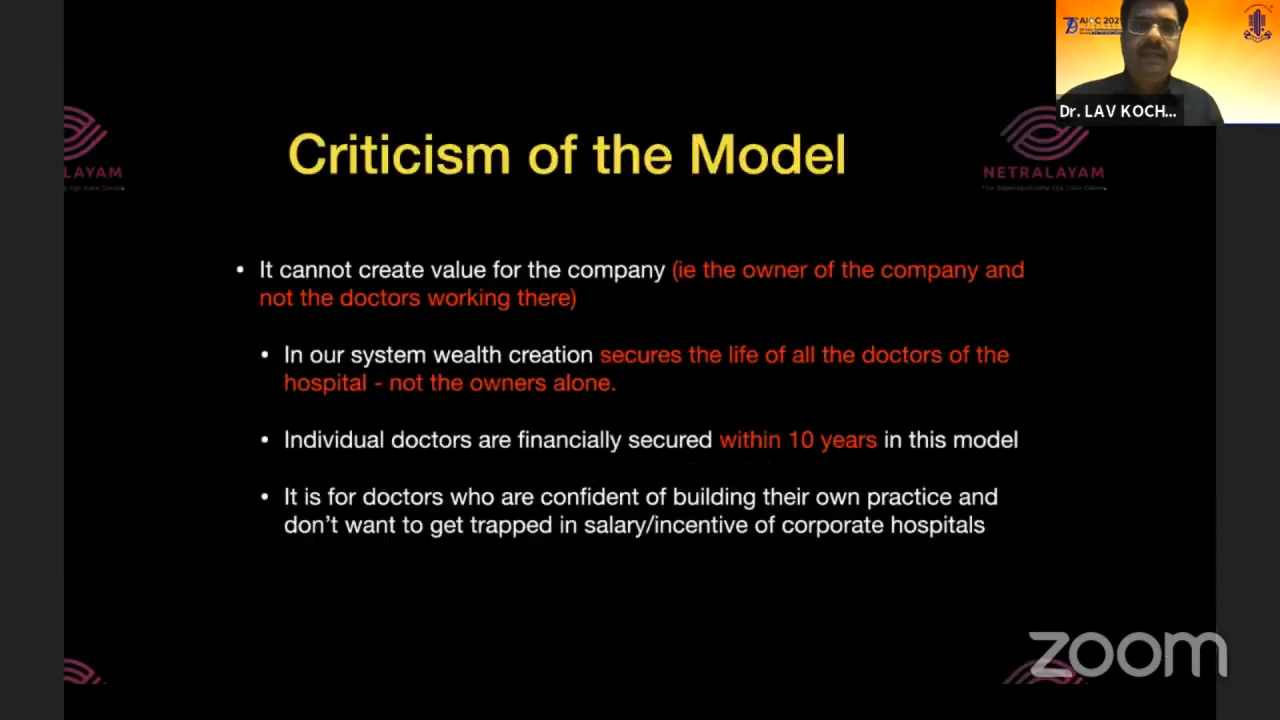 AIOC 202
Dr. LAV KOCH...
Criticism of the Model
LAYAM
NETRALAYAM
• It cannot create value for the company (ie the owner of the company and
not the doctors working there)
• In our system wealth creation secures the life of all the doctors of the
hospital - not the owners alone.
• Individual doctors are financially secured within 10 years in this model
• It is for doctors who are confident of building their own practice and
don't want to get trapped in salary/incentive of corporate hospitals
zoom